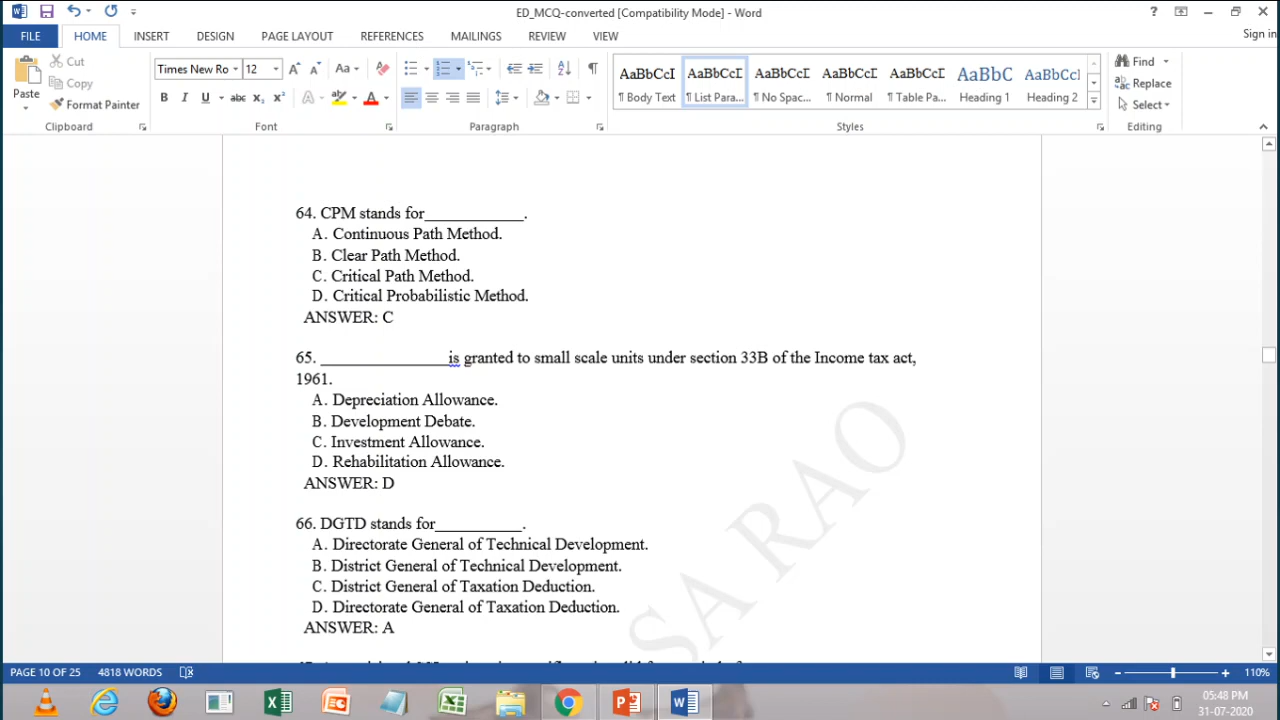 ED_MCQ-converted [Compatibility Mode] - Word
Sign in
FILE HOME INSERT DESIGN PAGE LAYOUT REFERENCES MAILINGS REVIEW VIEW
Paste
Cut
Copy
Format Painter
Clipboard
Times New Ro 12
Font
Paragraph
AaBbCcI AaBbCcI AaBbCcI AaBbCcI AaBbCcI AaBbC AaBbCcI
¶ Body Text ¶ List Para... ¶ No Spac... ¶ Normal ¶ Table Pa... Heading 1 Heading 2
Styles
Find
Replace
Select
Editing
64. CPM stands for____________.
A. Continuous Path Method.
B. Clear Path Method.
C. Critical Path Method.
D. Critical Probabilistic Method.
ANSWER: C
65. ________________is granted to small scale units under section 33B of the Income tax act,
1961.
A. Depreciation Allowance.
B. Development Debate.
C. Investment Allowance.
D. Rehabilitation Allowance.
ANSWER: D
66. DGTD stands for___________.
A. Directorate General of Technical Development.
B. District General of Technical Development.
C. District General of Taxation Deduction.
D. Directorate General of Taxation Deduction.
ANSWER: A
SA RAO
PAGE 10 OF 25 4818 WORDS 110%
05:48 PM
31-07-2020